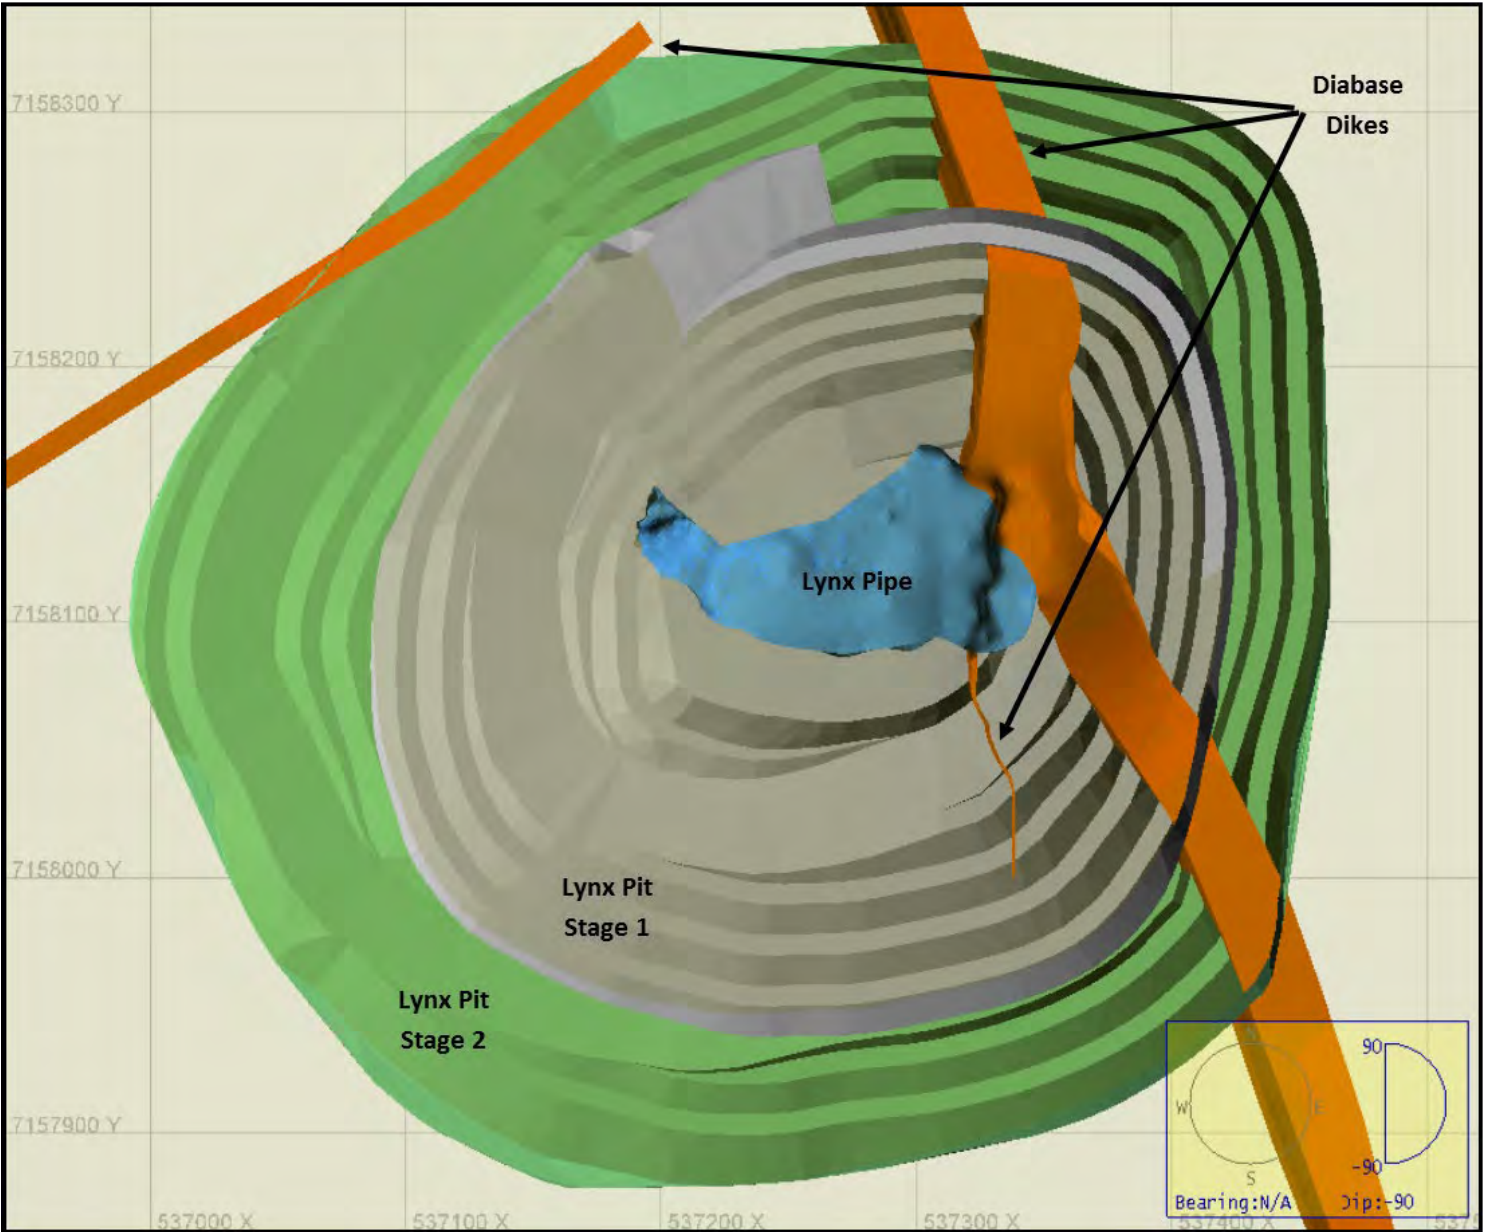 Diabase
Dikes
7158300 Y
7158200 Y
Lynx Pipe
7158100 Y
7158000 Y
Lynx Pit
Stage 1
Lynx Pit
Stage 2
7157900 Y
90
W
E
-90
S
Bearing:N/A
Dip:-90
537000 X
537100 X
537200 X
537300 X
537400 X